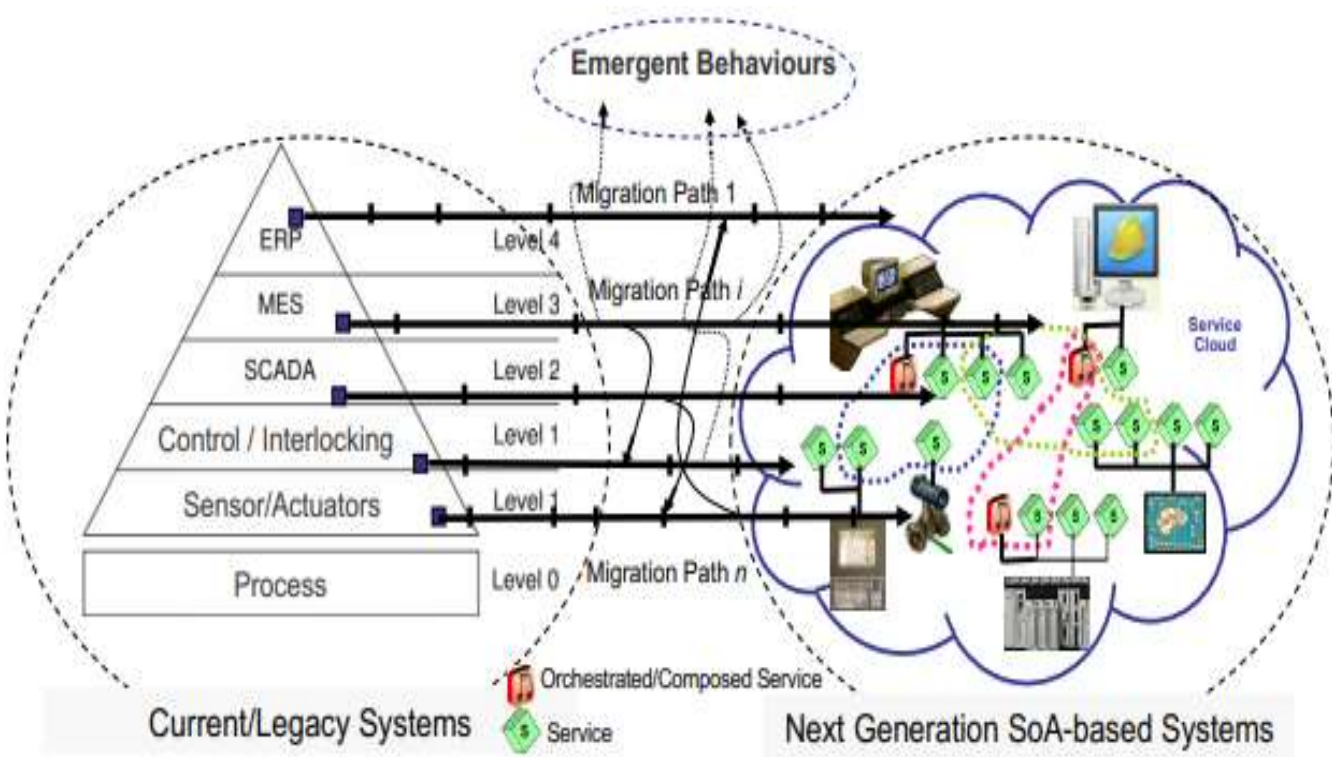 Emergent Behaviours
Migration Path 1
ERP
Level 4
MES
Level 3
Migration Path i
Service
Cloud
SCADA
Level 2
Control / Interlocking
Level 1
Sensor/Actuators
Level 1
Process
Level 0
Migration Path n
S
S
S
S
S
S
S
S
S
S
S
S
S
S
Orchestrated/Composed Service
S
Service
Current/Legacy Systems
Next Generation SoA-based Systems